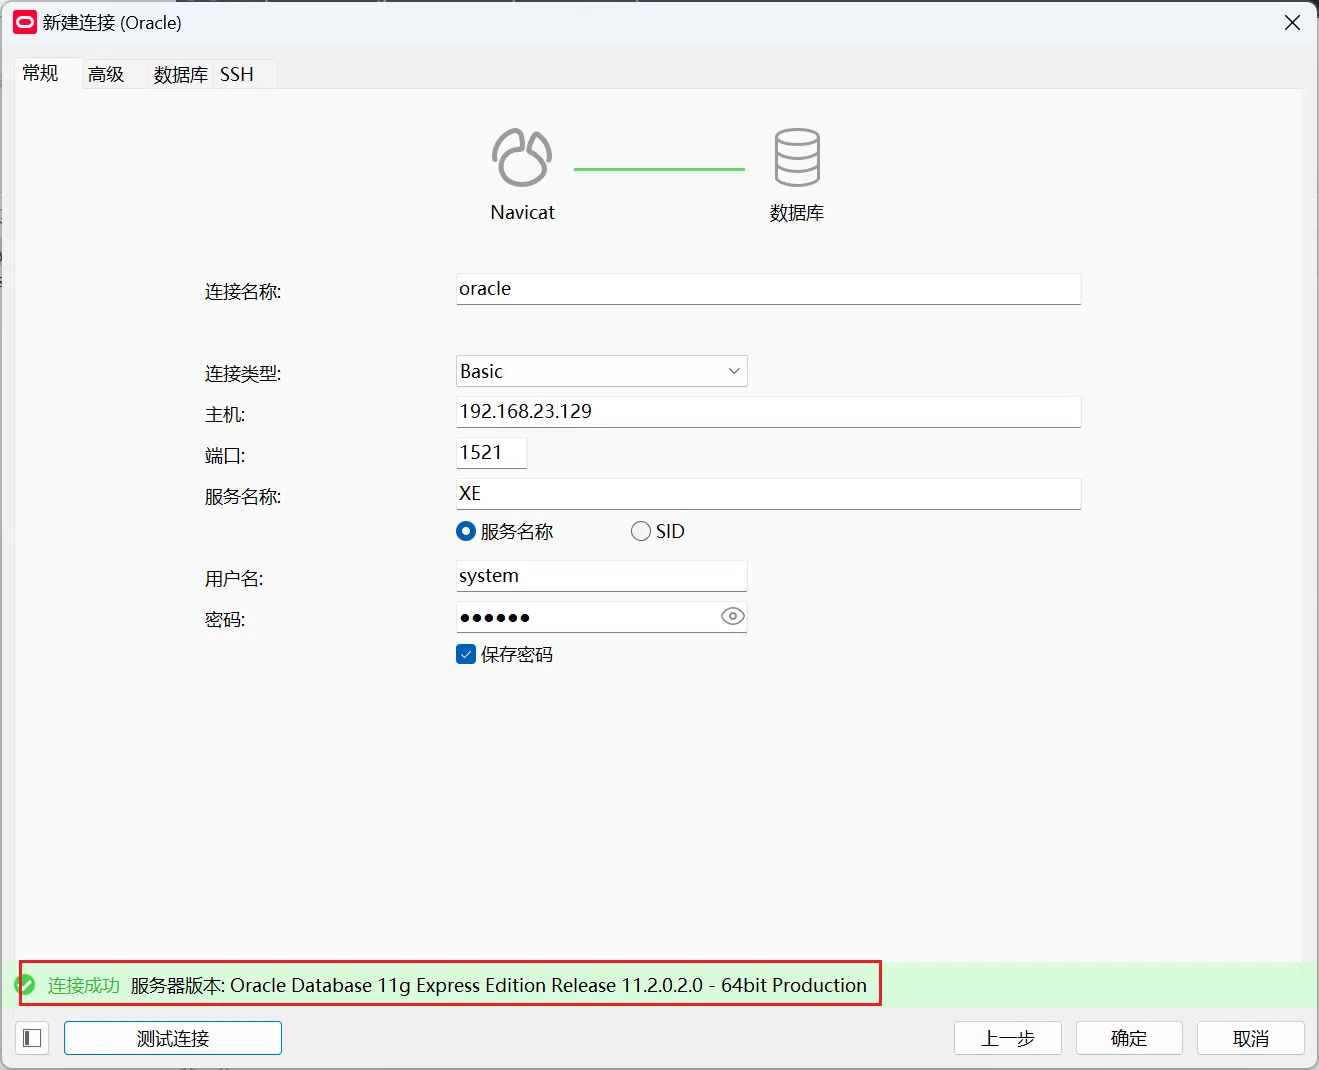 新建连接 (Oracle)
常规 高级 数据库 SSH
Navicat 数据库
连接名称: oracle
连接类型: Basic
主机: 192.168.23.129
端口: 1521
服务名称: XE
服务名称 SID
用户名: system
密码: ●●●●●●
保存密码
连接成功 服务器版本: Oracle Database 11g Express Edition Release 11.2.0.2.0 - 64bit Production
测试连接 上一步 确定 取消